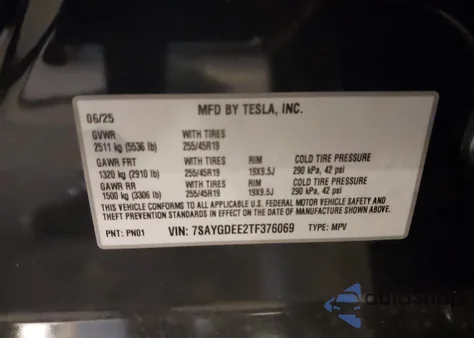 06/25 MFD BY TESLA, INC.
GVWR WITH TIRES
2511 kg (5536 lb) 255/45R19
GAWR FRT WITH TIRES RIM COLD TIRE PRESSURE
1320 kg (2910 lb) 255/45R19 19X9.5J 290 kPa, 42 psi
GAWR RR WITH TIRES RIM COLD TIRE PRESSURE
1500 kg (3306 lb) 255/45R19 19X9.5J 290 kPa, 42 psi
THIS VEHICLE CONFORMS TO ALL APPLICABLE U.S. FEDERAL MOTOR VEHICLE SAFETY AND
THEFT PREVENTION STANDARDS IN EFFECT ON THE DATE OF MANUFACTURE SHOWN ABOVE.
PNT: PN01 VIN: 7SAYGDEE2TF376069 TYPE: MPV
autoshop